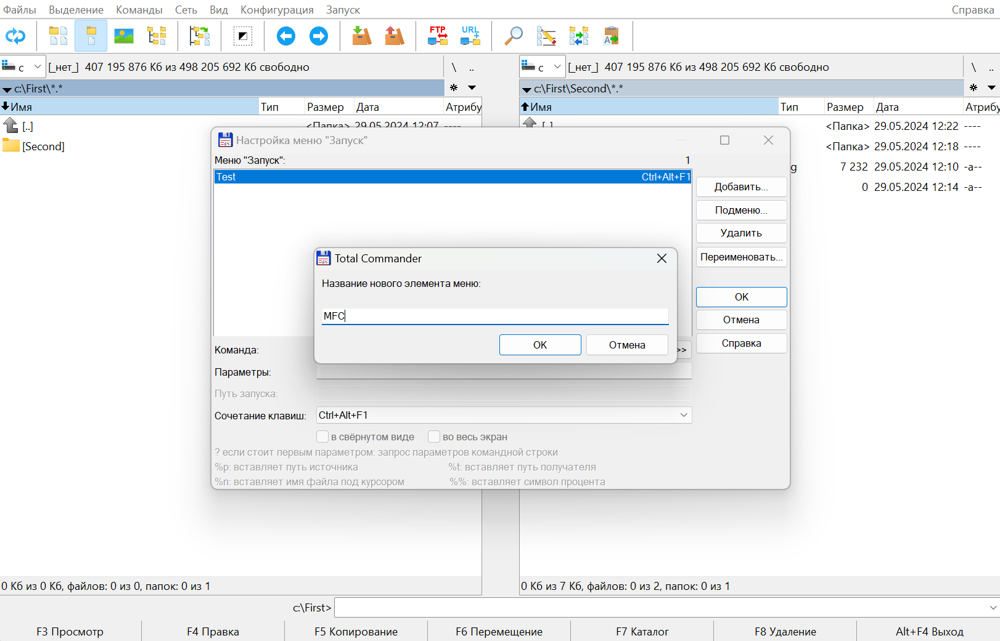 Файлы Выделение Команды Сеть Вид Конфигурация Запуск Справка
FTP URL
A
c [_нет_] 407 195 876 Кб из 498 205 692 Кб свободно \ ..
c [_нет_] 407 195 876 Кб из 498 205 692 Кб свободно \ ..
c:\First\*.* * 
c:\First\Second\*.* *
Имя Тип Размер Дата Атрибу
Имя Тип Размер Дата Атрибу
[..] <Папка> 29.05.2024 12:07 ----
[Second]
[..] <Папка> 29.05.2024 12:22 ----
<Папка> 29.05.2024 12:18 ----
g 7 232 29.05.2024 12:10 -a--
0 29.05.2024 12:14 -a--
Настройка меню "Запуск"
Меню "Запуск": 1
Test Ctrl+Alt+F1
Добавить...
Подменю...
Удалить
Переименовать...
OK
Отмена
Справка
Total Commander
Название нового элемента меню:
MFC
OK Отмена
Команда: >>
Параметры:
Путь запуска:
Сочетание клавиш: Ctrl+Alt+F1
в свёрнутом виде во весь экран
? если стоит первым параметром: запрос параметров командной строки
%p: вставляет путь источника %t: вставляет путь получателя
%n: вставляет имя файла под курсором %%: вставляет символ процента
0 Кб из 0 Кб, файлов: 0 из 0, папок: 0 из 1
0 Кб из 7 Кб, файлов: 0 из 2, папок: 0 из 1
c:\First>
F3 Просмотр F4 Правка F5 Копирование F6 Перемещение F7 Каталог F8 Удаление Alt+F4 Выход